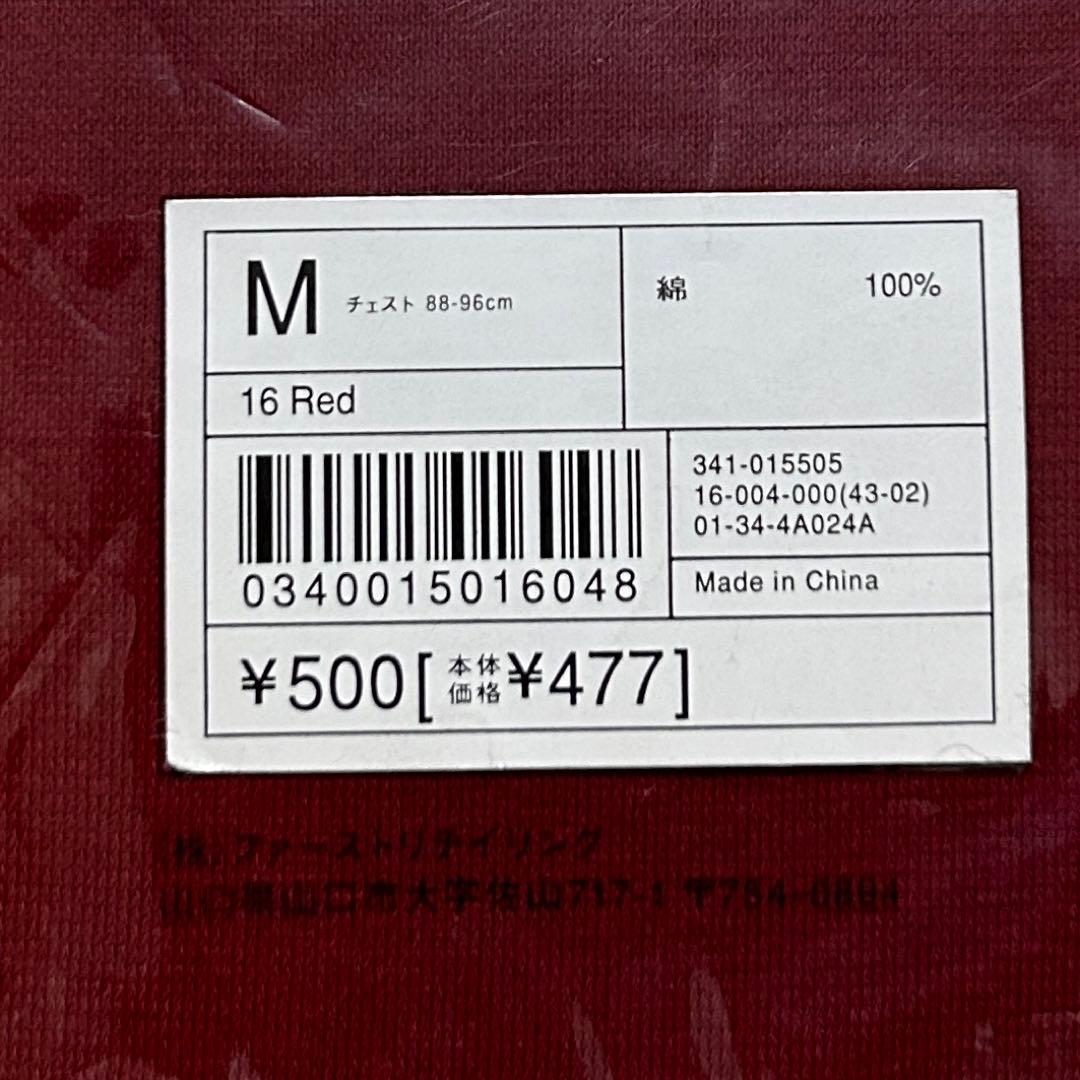 M チェスト 88-96cm
綿 100%
16 Red
0340015016048
341-015505
16-004-000(43-02)
01-34-4A024A
Made in China
¥500[本体価格¥477]
(株)ファーストリテイリング
山口県山口市大字佐山717-1 〒754-0894